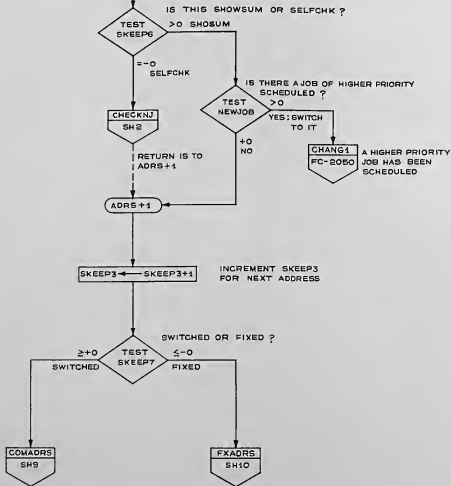 IS THIS SHOWSUM OR SELFCHK ?
TEST
SKEEP6
>0 SHOSUM
=-0
SELFCHK
IS THERE A JOB OF HIGHER PRIORITY
SCHEDULED ?
TEST
NEWJOB
>0
YES; SWITCH
TO IT
CHECKNJ
SH2
+0
NO
CHANG1
FC-2050
A HIGHER PRIORITY
JOB HAS BEEN
SCHEDULED
RETURN IS TO
ADRS+1
ADRS+1
SKEEP3 ← SKEEP3+1
INCREMENT SKEEP3
FOR NEXT ADDRESS
SWITCHED OR FIXED ?
TEST
SKEEP7
≥+0
SWITCHED
≤-0
FIXED
COMADRS
SH9
FXADRS
SH10